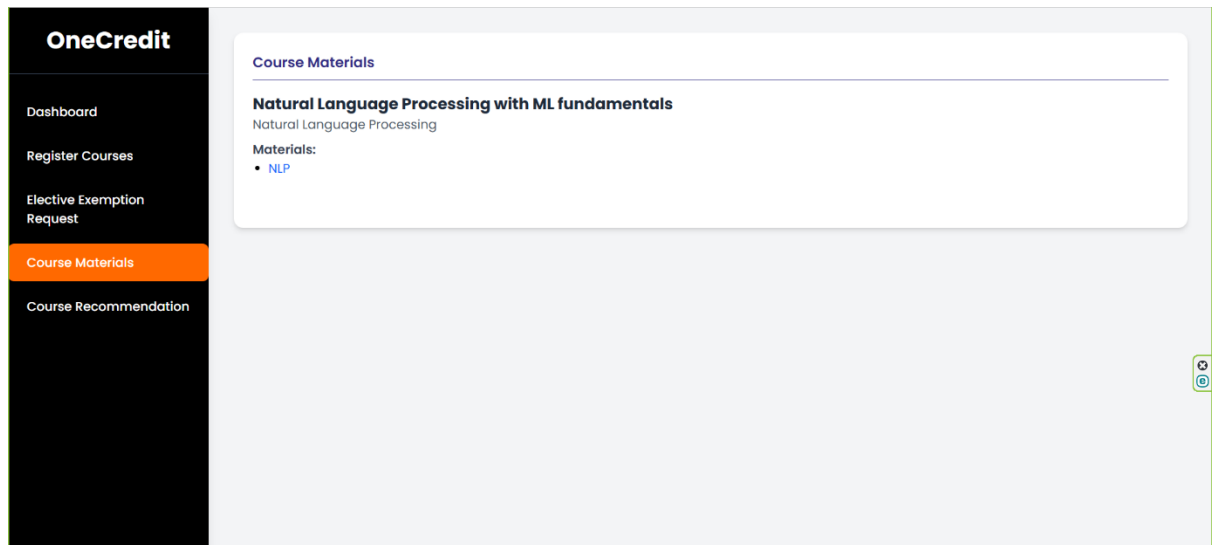 OneCredit
Dashboard
Register Courses
Elective Exemption
Request
Course Materials
Course Recommendation
Course Materials
Natural Language Processing with ML fundamentals
Natural Language Processing
Materials:
• NLP